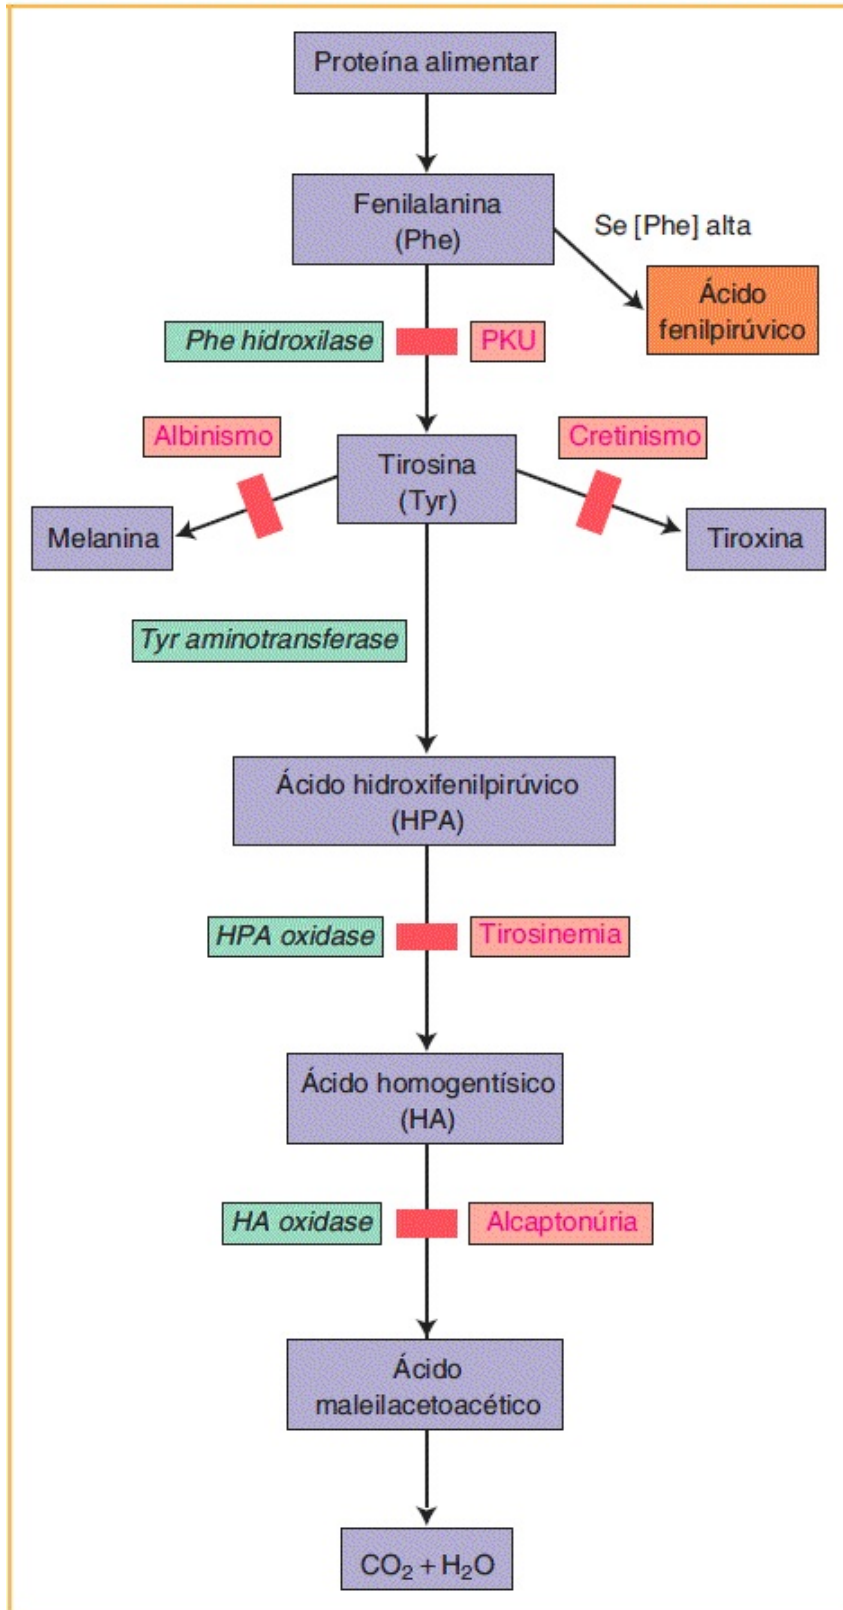 Proteína alimentar
Fenilalanina
(Phe)
Se [Phe] alta
Ácido
fenilpirúvico
Phe hidroxilase
PKU
Albinismo
Cretinismo
Tirosina
(Tyr)
Melanina
Tiroxina
Tyr aminotransferase
Ácido hidroxifenilpirúvico
(HPA)
HPA oxidase
Tirosinemia
Ácido homogentísico
(HA)
HA oxidase
Alcaptonúria
Ácido
maleilacetoacético
CO₂ + H₂O